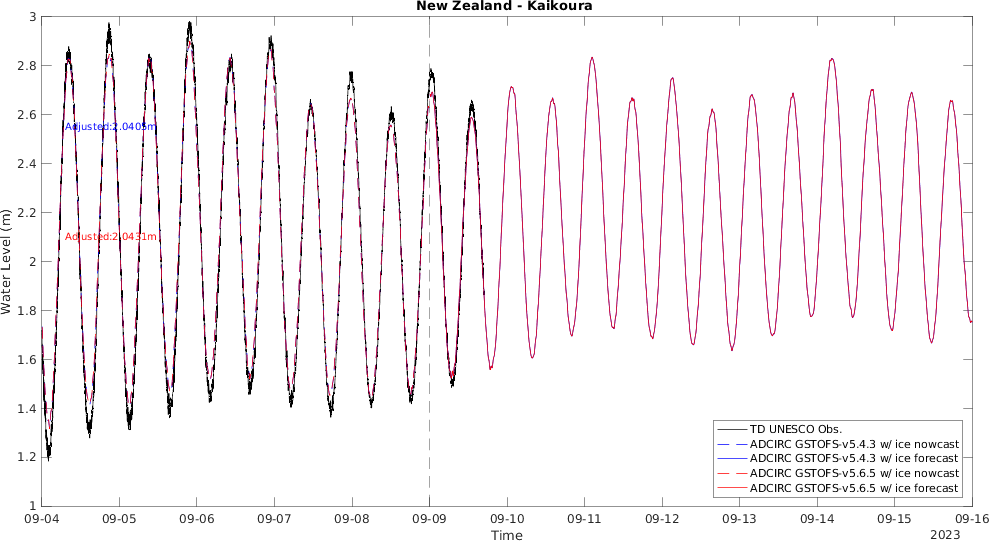 New Zealand - Kaikoura
3
2.8
2.6
2.4
2.2
2
1.8
1.6
1.4
1.2
1
Water Level (m)
Adjusted:2.0405m
Adjusted:2.0431m
TD UNESCO Obs.
ADCIRC GSTOFS-v5.4.3 w/ ice nowcast
ADCIRC GSTOFS-v5.4.3 w/ ice forecast
ADCIRC GSTOFS-v5.6.5 w/ ice nowcast
ADCIRC GSTOFS-v5.6.5 w/ ice forecast
09-04 09-05 09-06 09-07 09-08 09-09 09-10 09-11 09-12 09-13 09-14 09-15 09-16
Time
2023